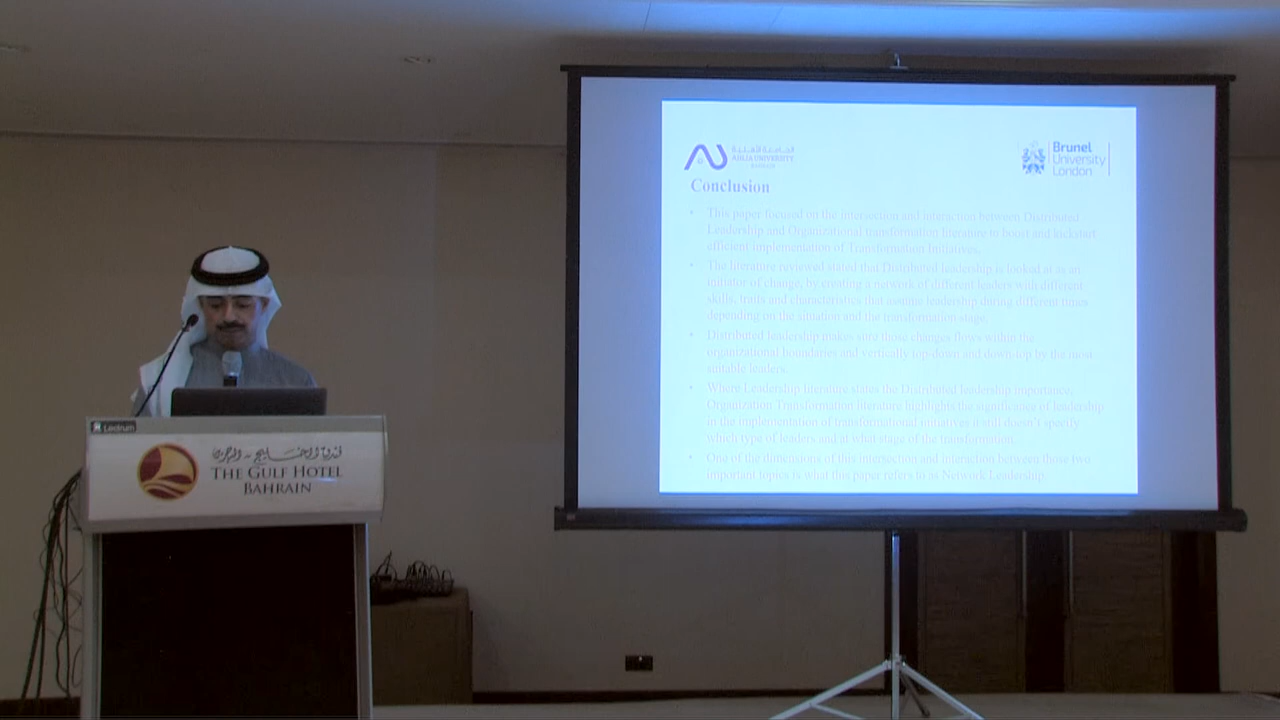 Lectrum
فندق الخليج البحرين
THE GULF HOTEL
BAHRAIN
الجامعة الأهلية
AHLIA UNIVERSITY
Brunel
University
London
Conclusion
• This paper focused on the intersection and interaction between Distributed
Leadership and Organizational transformation literature to boost and kickstart
efficient implementation of Transformation Initiatives.
• The literature reviewed stated that Distributed leadership is looked at as an
initiator of change, by creating a network of different leaders with different
skills, traits and characteristics that assume leadership during different times
depending on the situation and the transformation stage.
• Distributed leadership makes sure those changes flows within the
organizational boundaries and vertically top-down and down-top by the most
suitable leaders.
• Where Leadership literature states the Distributed leadership importance,
Organization Transformation literature highlights the significance of leadership
in the implementation of transformational initiatives it still doesn't specify
which type of leaders and at what stage of the transformation.
• One of the dimensions of this intersection and interaction between those two
important topics is what this paper refers to as Network Leadership.